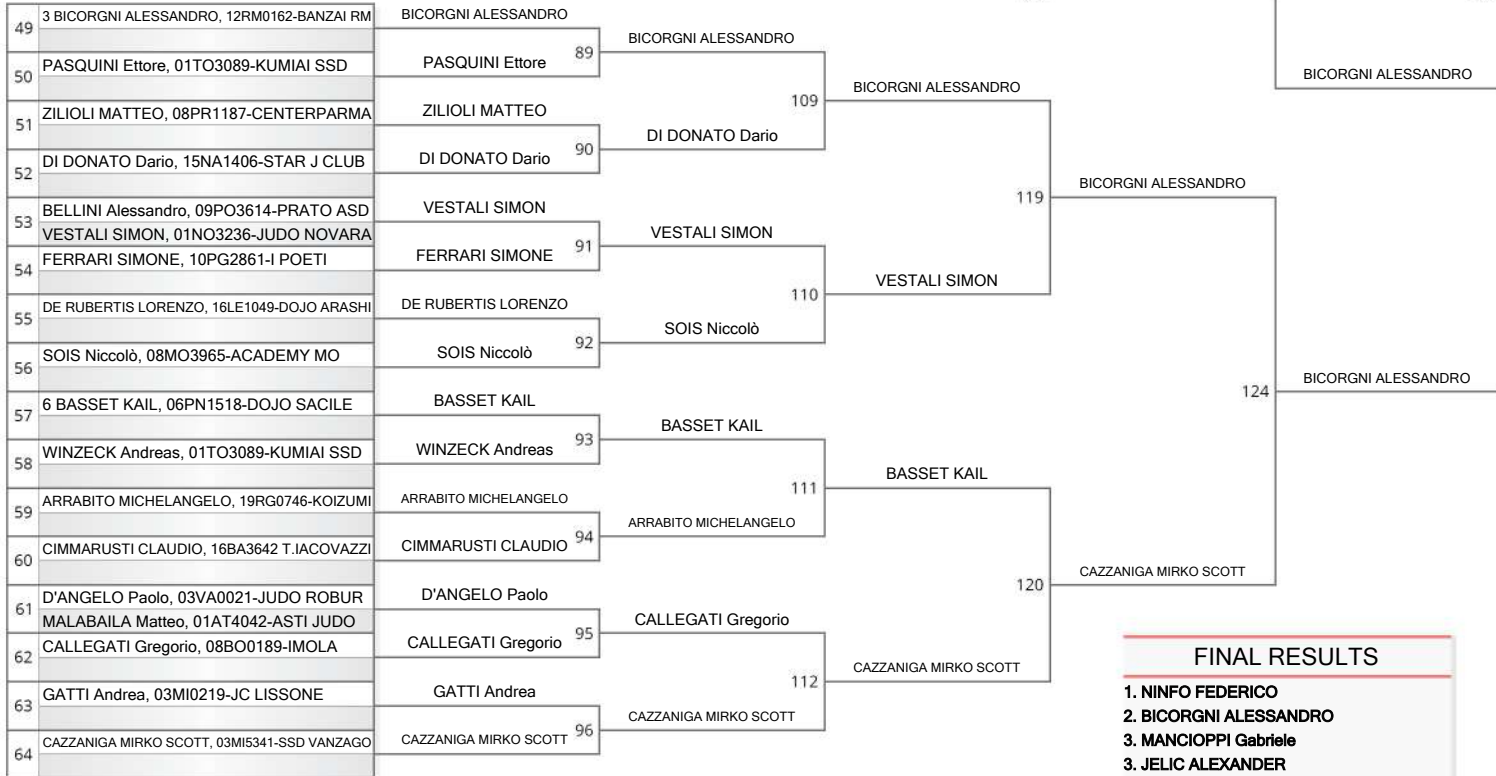 49 3 BICORGNI ALESSANDRO, 12RM0162-BANZAI RM
50 PASQUINI Ettore, 01TO3089-KUMIAI SSD
51 ZILIOLI MATTEO, 08PR1187-CENTERPARMA
52 DI DONATO Dario, 15NA1406-STAR J CLUB
53 BELLINI Alessandro, 09PO3614-PRATO ASD
VESTALI SIMON, 01NO3236-JUDO NOVARA
54 FERRARI SIMONE, 10PG2861-I POETI
55 DE RUBERTIS LORENZO, 16LE1049-DOJO ARASHI
56 SOIS Niccolò, 08MO3965-ACADEMY MO
57 6 BASSET KAIL, 06PN1518-DOJO SACILE
58 WINZECK Andreas, 01TO3089-KUMIAI SSD
59 ARRABITO MICHELANGELO, 19RG0746-KOIZUMI
60 CIMMARUSTI CLAUDIO, 16BA3642 T.IACOVAZZI
61 D'ANGELO Paolo, 03VA0021-JUDO ROBUR
MALABAILA Matteo, 01AT4042-ASTI JUDO
62 CALLEGATI Gregorio, 08BO0189-IMOLA
63 GATTI Andrea, 03MI0219-JC LISSONE
64 CAZZANIGA MIRKO SCOTT, 03MI5341-SSD VANZAGO
BICORGNI ALESSANDRO
89
PASQUINI Ettore
ZILIOLI MATTEO
90
DI DONATO Dario
VESTALI SIMON
91
FERRARI SIMONE
DE RUBERTIS LORENZO
92
SOIS Niccolò
BASSET KAIL
93
WINZECK Andreas
ARRABITO MICHELANGELO
94
CIMMARUSTI CLAUDIO
D'ANGELO Paolo
95
CALLEGATI Gregorio
GATTI Andrea
96
CAZZANIGA MIRKO SCOTT
BICORGNI ALESSANDRO
109
DI DONATO Dario
VESTALI SIMON
110
SOIS Niccolò
BASSET KAIL
111
ARRABITO MICHELANGELO
CALLEGATI Gregorio
112
CAZZANIGA MIRKO SCOTT
BICORGNI ALESSANDRO
119
VESTALI SIMON
BASSET KAIL
120
CAZZANIGA MIRKO SCOTT
BICORGNI ALESSANDRO
124
CAZZANIGA MIRKO SCOTT
BICORGNI ALESSANDRO
BICORGNI ALESSANDRO
FINAL RESULTS
1. NINFO FEDERICO
2. BICORGNI ALESSANDRO
3. MANCIOPPI Gabriele
3. JELIC ALEXANDER